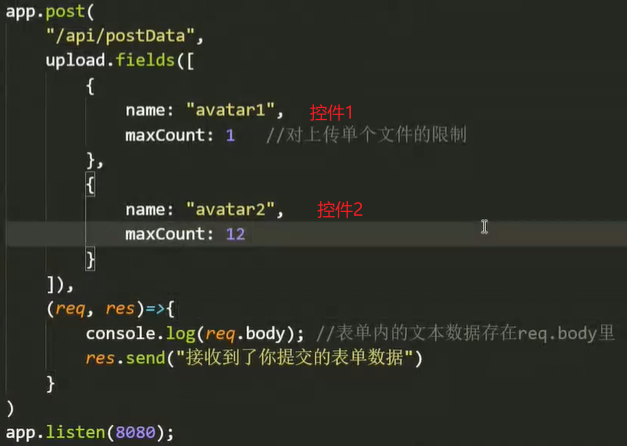 app.post(
"/api/postData",
upload.fields([
{
name: "avatar1", 控件1
maxCount: 1 //对上传单个文件的限制
},
{
name: "avatar2", 控件2
maxCount: 12
}
]),
(req, res)=>{
console.log(req.body); //表单内的文本数据存在req.body里
res.send("接收到了你提交的表单数据")
}
)
app.listen(8080);